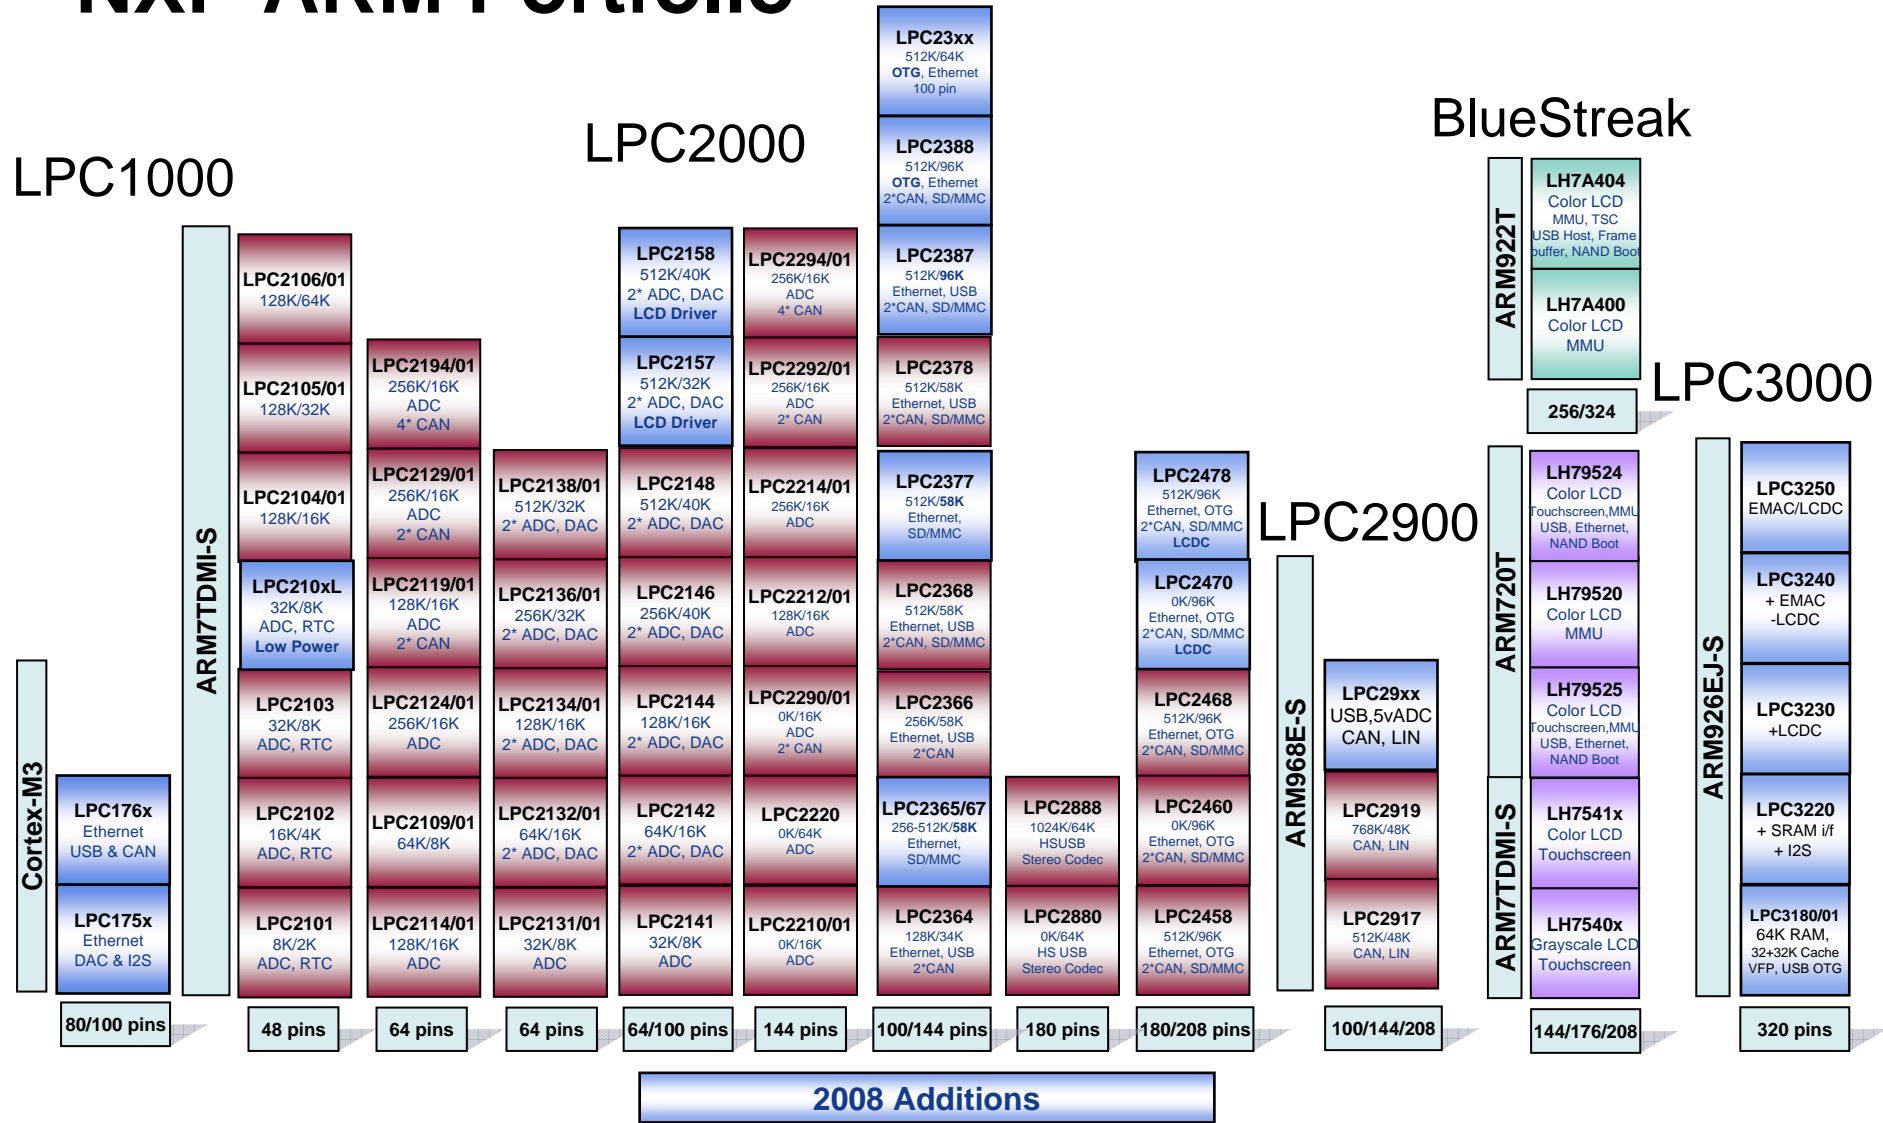 NXP ARM Portfolio
LPC1000
LPC2000
BlueStreak
LPC3000
LPC2900
Cortex-M3
LPC176x
Ethernet
USB & CAN
LPC175x
Ethernet
DAC & I2S
80/100 pins
ARM7TDMI-S
LPC2106/01
128K/64K
LPC2105/01
128K/32K
LPC2104/01
128K/16K
LPC210xL
32K/8K
ADC, RTC
Low Power
LPC2103
32K/8K
ADC, RTC
LPC2102
16K/4K
ADC, RTC
LPC2101
8K/2K
ADC, RTC
48 pins
LPC2194/01
256K/16K
ADC
4* CAN
LPC2129/01
256K/16K
ADC
2* CAN
LPC2119/01
128K/16K
ADC
2* CAN
LPC2124/01
256K/16K
ADC
LPC2109/01
64K/8K
LPC2114/01
128K/16K
ADC
64 pins
LPC2138/01
512K/32K
2* ADC, DAC
LPC2136/01
256K/32K
2* ADC, DAC
LPC2134/01
128K/16K
2* ADC, DAC
LPC2132/01
64K/16K
2* ADC, DAC
LPC2131/01
32K/8K
ADC
64 pins
LPC2158
512K/40K
2* ADC, DAC
LCD Driver
LPC2157
512K/32K
2* ADC, DAC
LCD Driver
LPC2148
512K/40K
2* ADC, DAC
LPC2146
256K/40K
2* ADC, DAC
LPC2144
128K/16K
2* ADC, DAC
LPC2142
64K/16K
2* ADC, DAC
LPC2141
32K/8K
ADC
64/100 pins
LPC2294/01
256K/16K
ADC
4* CAN
LPC2292/01
256K/16K
ADC
2* CAN
LPC2214/01
256K/16K
ADC
LPC2212/01
128K/16K
ADC
LPC2290/01
0K/16K
ADC
2* CAN
LPC2220
0K/64K
ADC
LPC2210/01
0K/16K
ADC
144 pins
LPC23xx
512K/64K
OTG, Ethernet
100 pin
LPC2388
512K/96K
OTG, Ethernet
2*CAN, SD/MMC
LPC2387
512K/96K
Ethernet, USB
2*CAN, SD/MMC
LPC2378
512K/58K
Ethernet, USB
2*CAN, SD/MMC
LPC2377
512K/58K
Ethernet,
SD/MMC
LPC2368
512K/58K
Ethernet, USB
2*CAN, SD/MMC
LPC2366
256K/58K
Ethernet, USB
2*CAN
LPC2365/67
256-512K/58K
Ethernet,
SD/MMC
LPC2364
128K/34K
Ethernet, USB
2*CAN
100/144 pins
LPC2888
1024K/64K
HSUSB
Stereo Codec
LPC2880
0K/64K
HS USB
Stereo Codec
180 pins
LPC2478
512K/96K
Ethernet, OTG
2*CAN, SD/MMC
LCDC
LPC2470
0K/96K
Ethernet, OTG
2*CAN, SD/MMC
LCDC
LPC2468
512K/96K
Ethernet, OTG
2*CAN, SD/MMC
LPC2460
0K/96K
Ethernet, OTG
2*CAN, SD/MMC
LPC2458
512K/96K
Ethernet, OTG
2*CAN, SD/MMC
180/208 pins
ARM968E-S
LPC29xx
USB,5vADC
CAN, LIN
LPC2919
768K/48K
CAN, LIN
LPC2917
512K/48K
CAN, LIN
100/144/208
ARM922T
LH7A404
Color LCD
MMU, TSC
USB Host, Frame
buffer, NAND Boot
LH7A400
Color LCD
MMU
256/324
ARM720T
LH79524
Color LCD
Touchscreen,MMU
USB, Ethernet,
NAND Boot
LH79520
Color LCD
MMU
LH79525
Color LCD
Touchscreen,MMU
USB, Ethernet,
NAND Boot
ARM7TDMI-S
LH7541x
Color LCD
Touchscreen
LH7540x
Grayscale LCD
Touchscreen
144/176/208
ARM926EJ-S
LPC3250
EMAC/LCDC
LPC3240
+ EMAC
-LCDC
LPC3230
+LCDC
LPC3220
+ SRAM i/f
+ I2S
LPC3180/01
64K RAM,
32+32K Cache
VFP, USB OTG
320 pins
2008 Additions